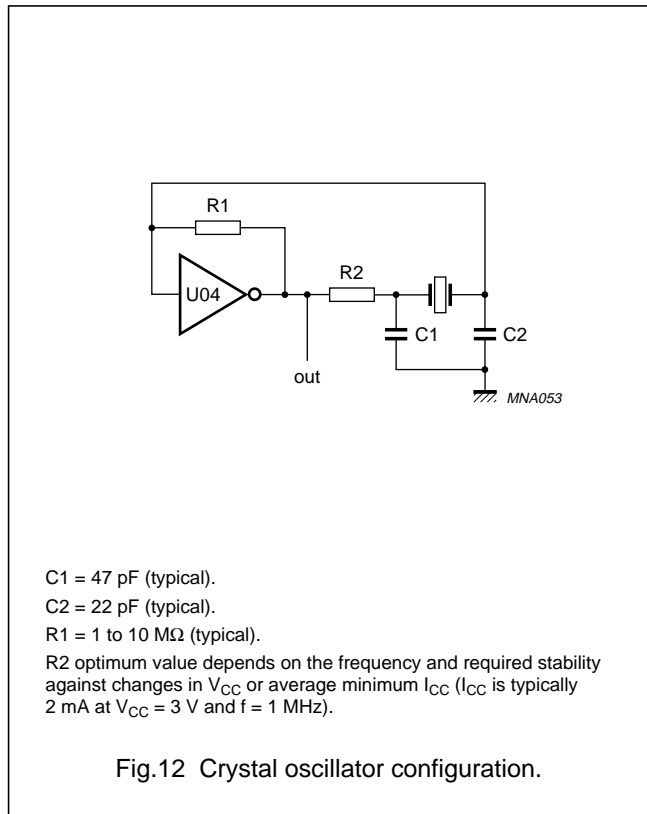 R1
R2
U04
C1
C2
out
MNA053
C1 = 47 pF (typical).
C2 = 22 pF (typical).
R1 = 1 to 10 MΩ (typical).
R2 optimum value depends on the frequency and required stability
against changes in VCC or average minimum ICC (ICC is typically
2 mA at VCC = 3 V and f = 1 MHz).
Fig.12 Crystal oscillator configuration.